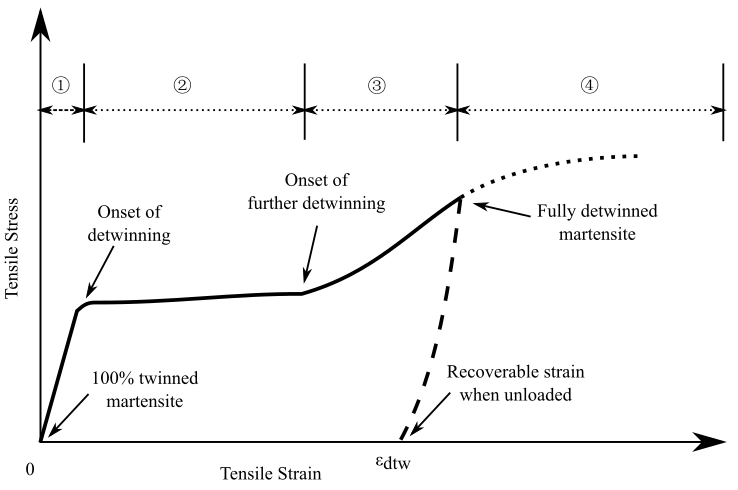 ① ② ③ ④
Onset of
further detwinning
Onset of
detwinning
Fully detwinned
martensite
Tensile Stress
100% twinned
martensite
Recoverable strain
when unloaded
0
Tensile Strain
εdtw